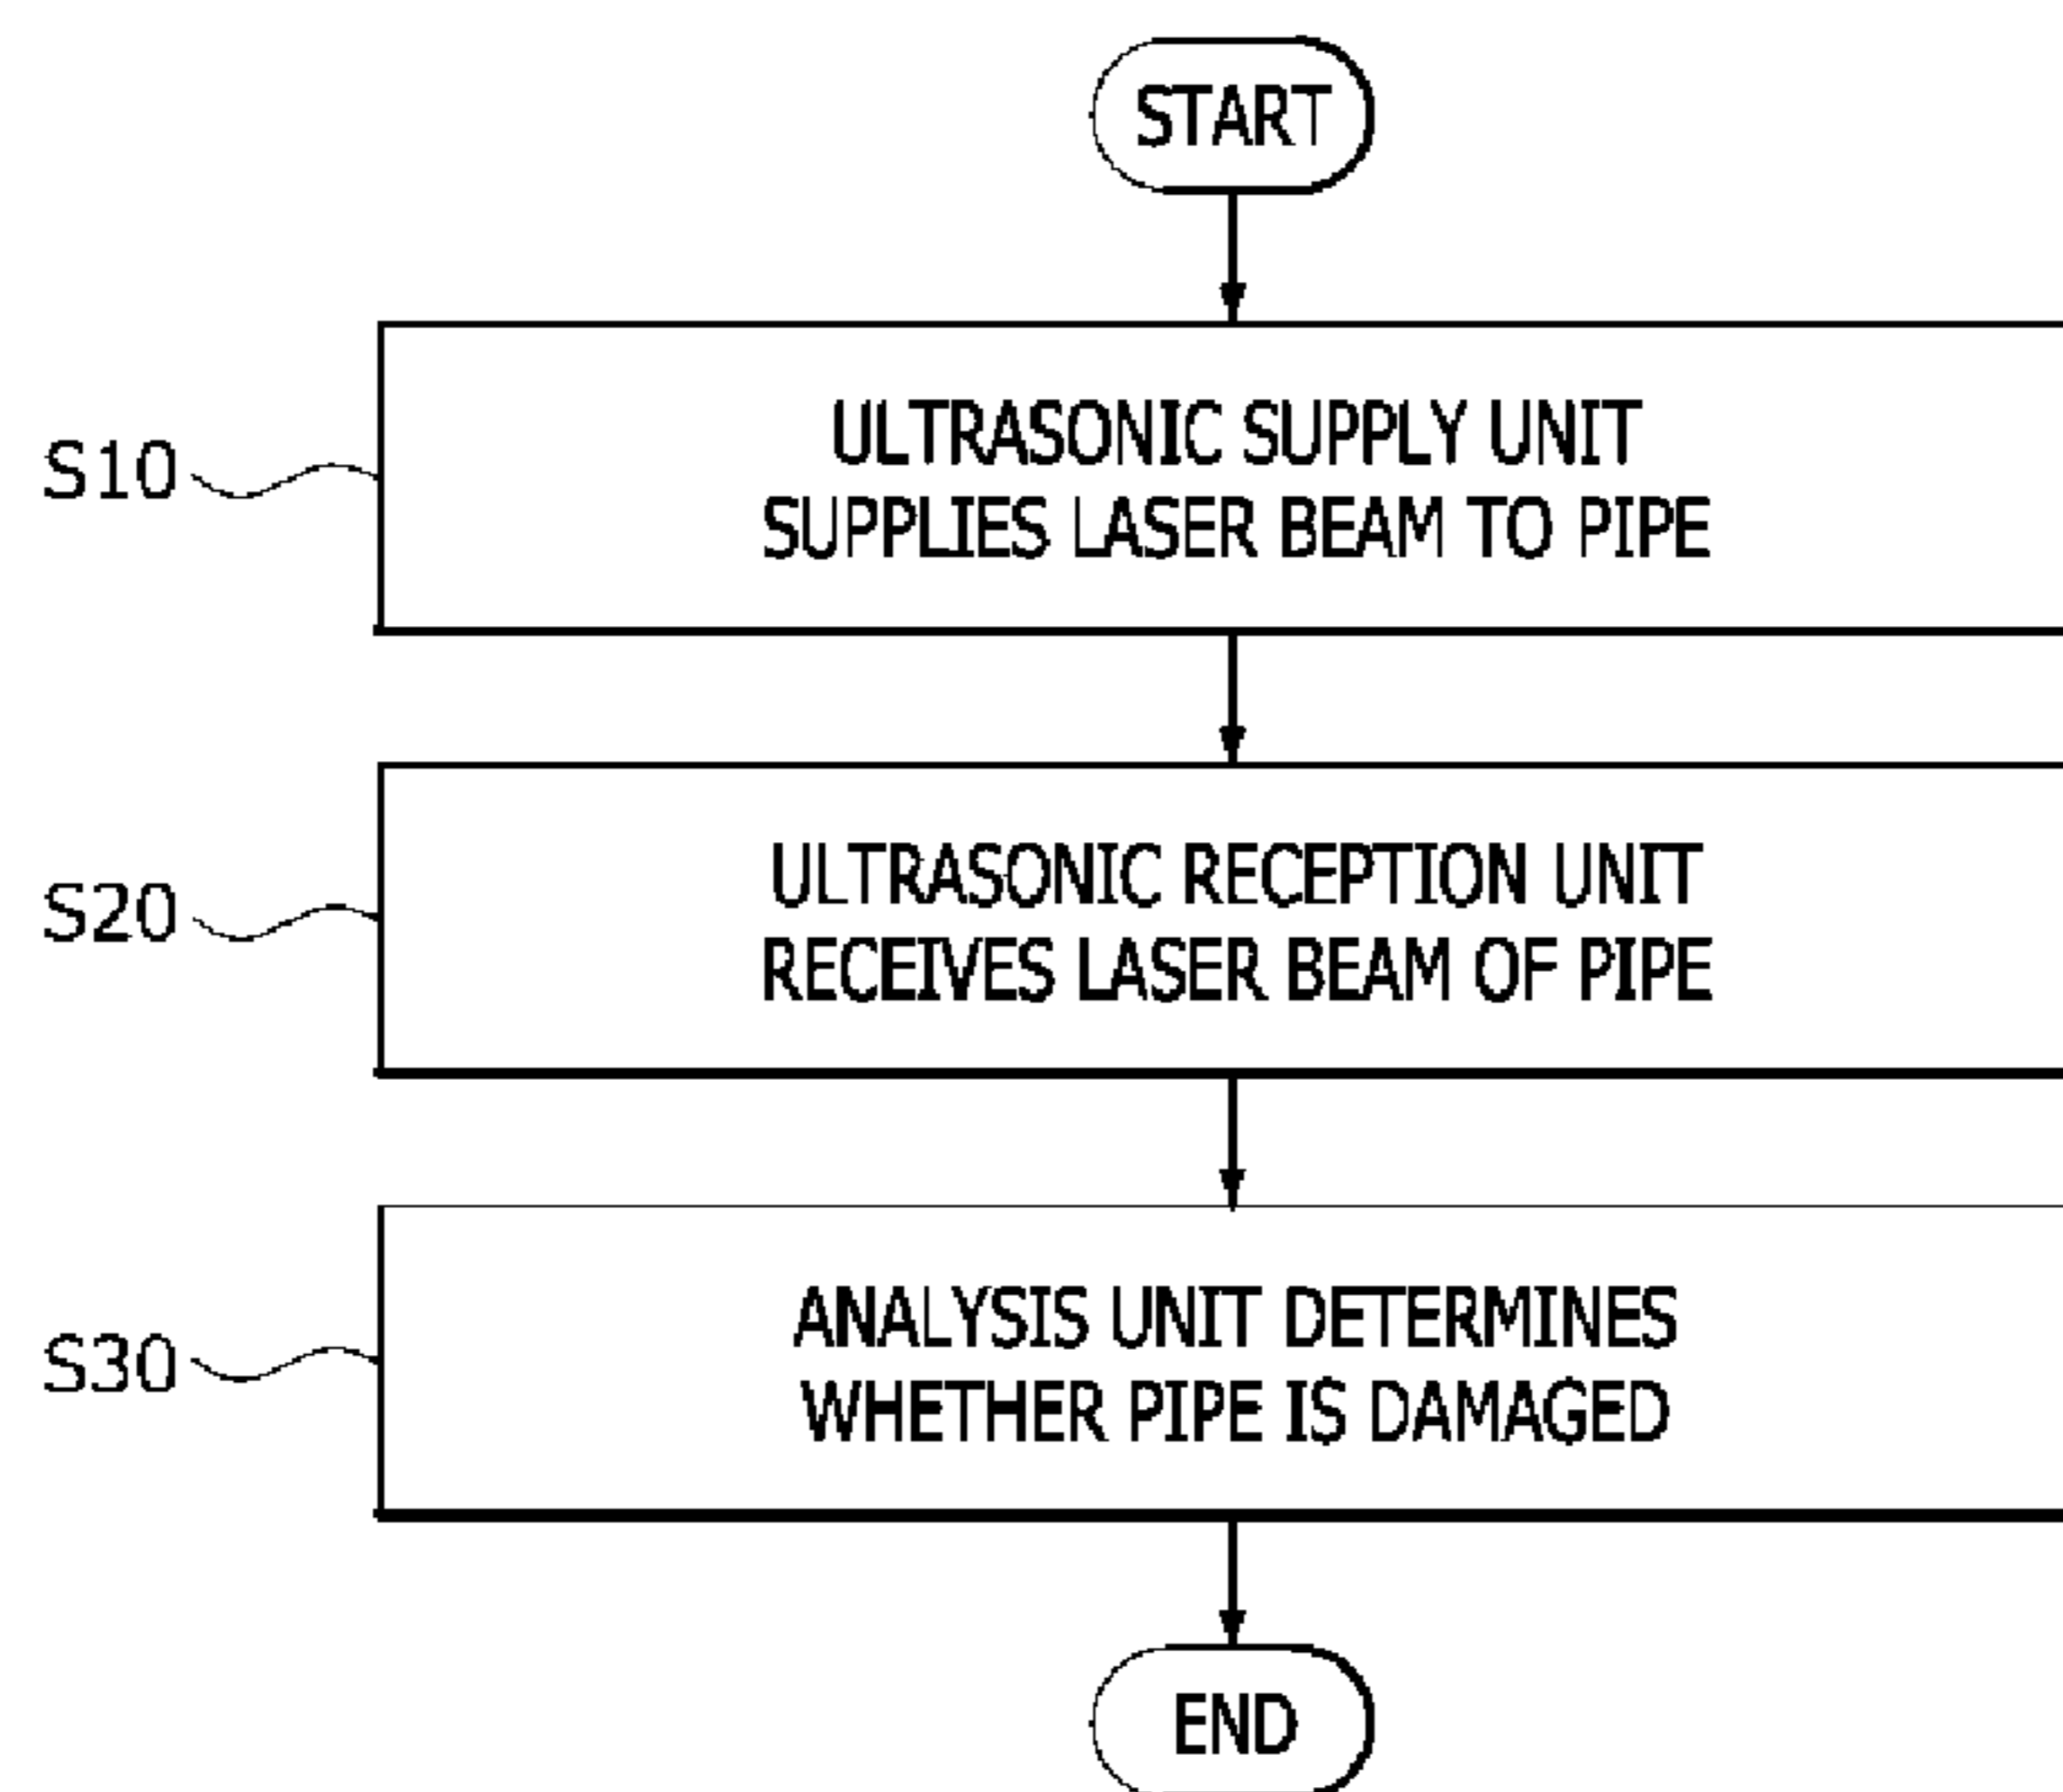 START
S10
ULTRASONIC SUPPLY UNIT
SUPPLIES LASER BEAM TO PIPE
S20
ULTRASONIC RECEPTION UNIT
RECEIVES LASER BEAM OF PIPE
S30
ANALYSIS UNIT DETERMINES
WHETHER PIPE IS DAMAGED
END